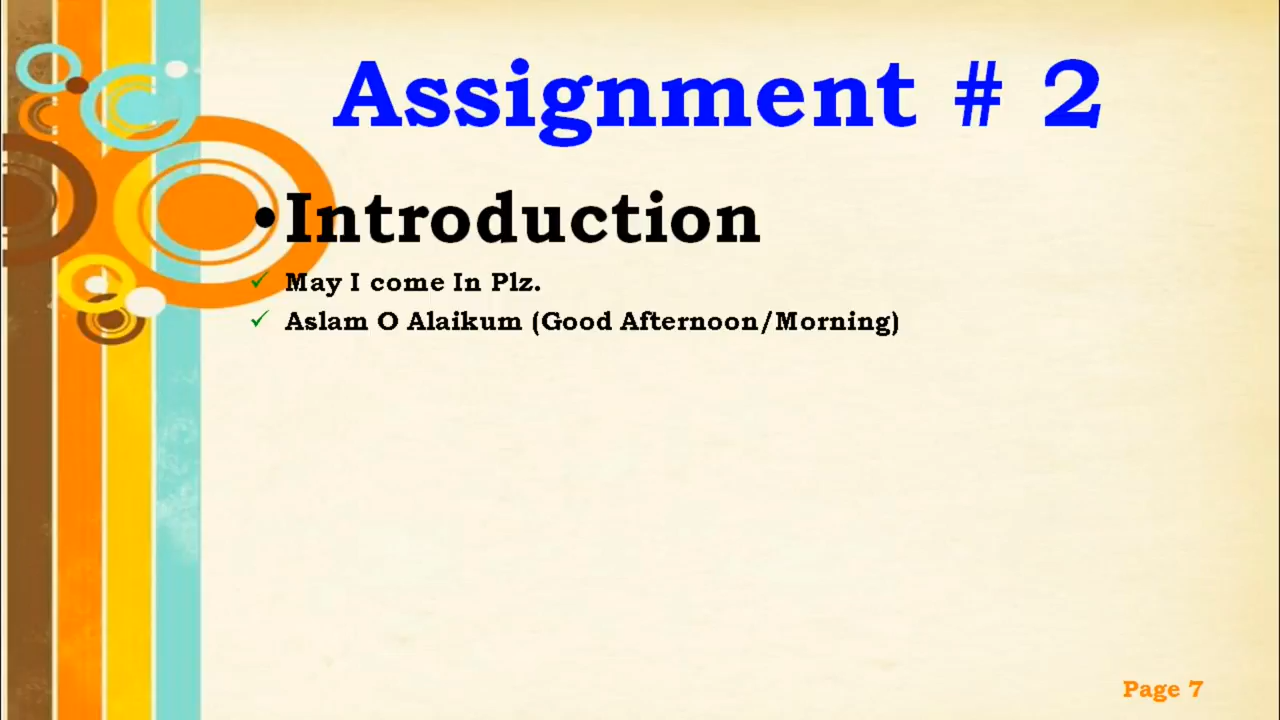 Assignment # 2
•Introduction
✓ May I come In Plz.
✓ Aslam O Alaikum (Good Afternoon/Morning)
Page 7